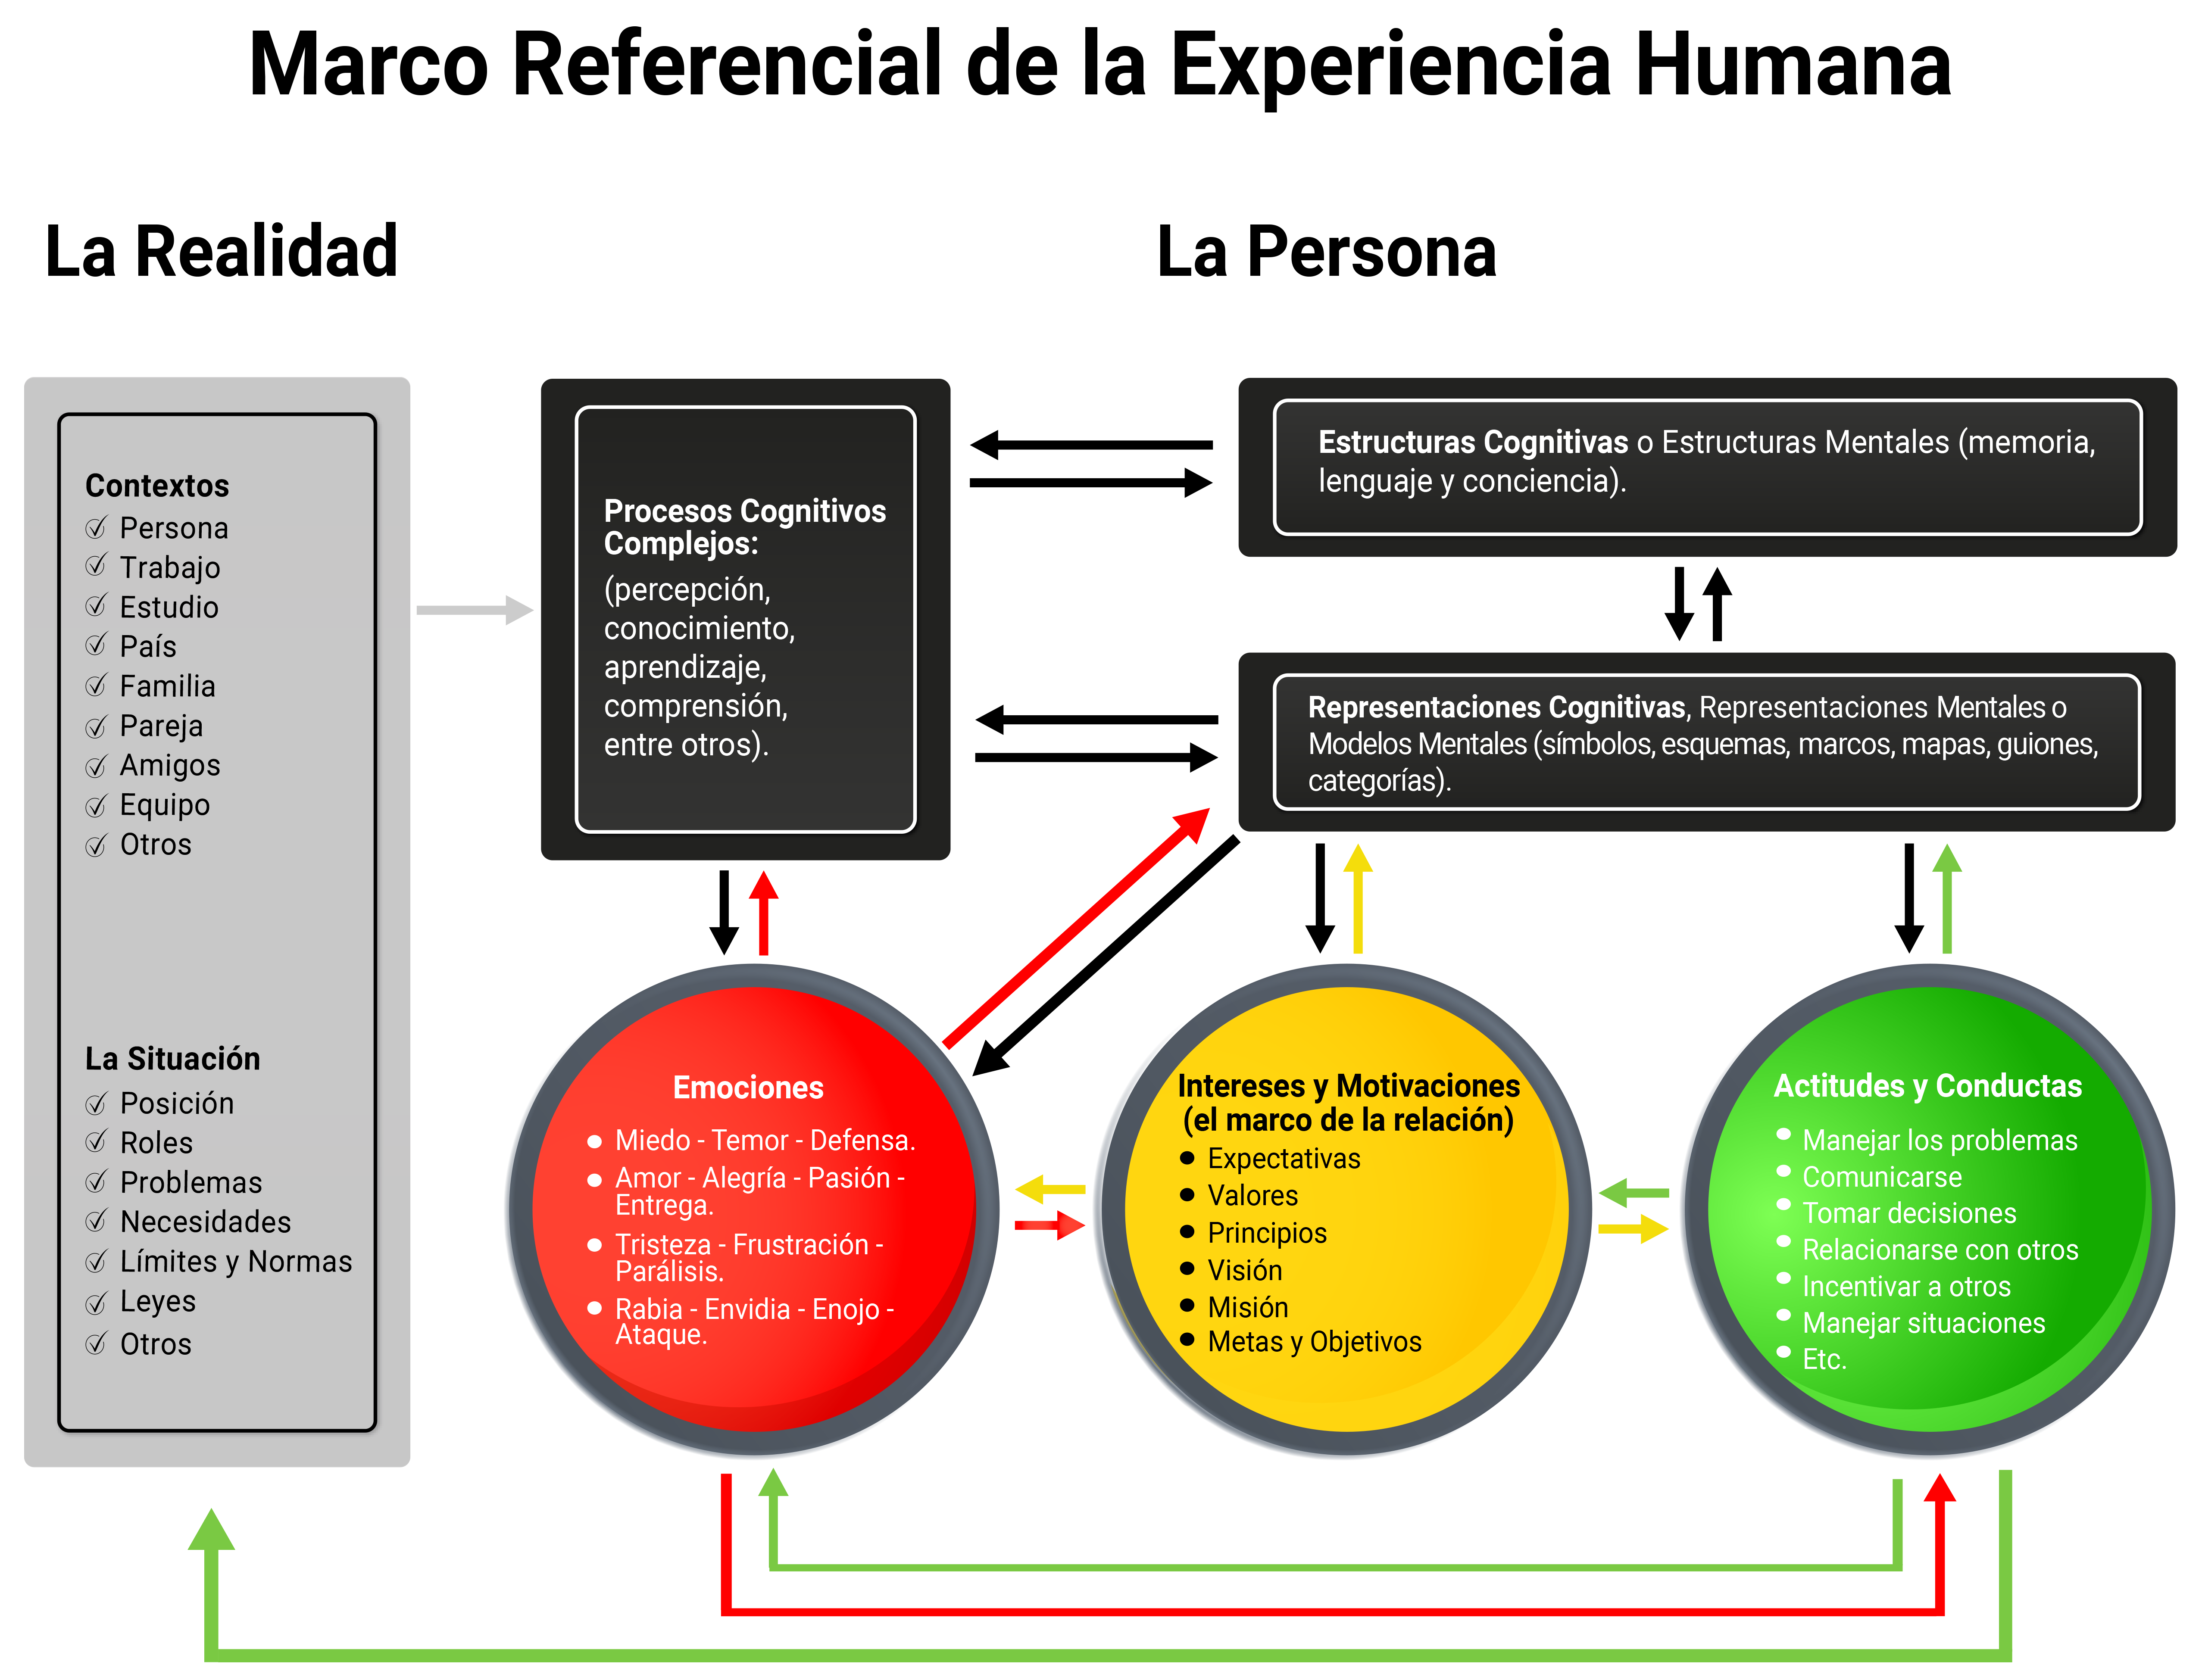 Marco Referencial de la Experiencia Humana
La Realidad
La Persona
Contextos
Persona
Trabajo
Estudio
País
Familia
Pareja
Amigos
Equipo
Otros
La Situación
Posición
Roles
Problemas
Necesidades
Límites y Normas
Leyes
Otros
Procesos Cognitivos
Complejos:
(percepción,
conocimiento,
aprendizaje,
comprensión,
entre otros).
Estructuras Cognitivas o Estructuras Mentales (memoria,
lenguaje y conciencia).
Representaciones Cognitivas, Representaciones Mentales o
Modelos Mentales (símbolos, esquemas, marcos, mapas, guiones,
categorías).
Emociones
Miedo - Temor - Defensa.
Amor - Alegría - Pasión -
Entrega.
Tristeza - Frustración -
Parálisis.
Rabia - Envidia - Enojo -
Ataque.
Intereses y Motivaciones
(el marco de la relación)
Expectativas
Valores
Principios
Visión
Misión
Metas y Objetivos
Actitudes y Conductas
Manejar los problemas
Comunicarse
Tomar decisiones
Relacionarse con otros
Incentivar a otros
Manejar situaciones
Etc.